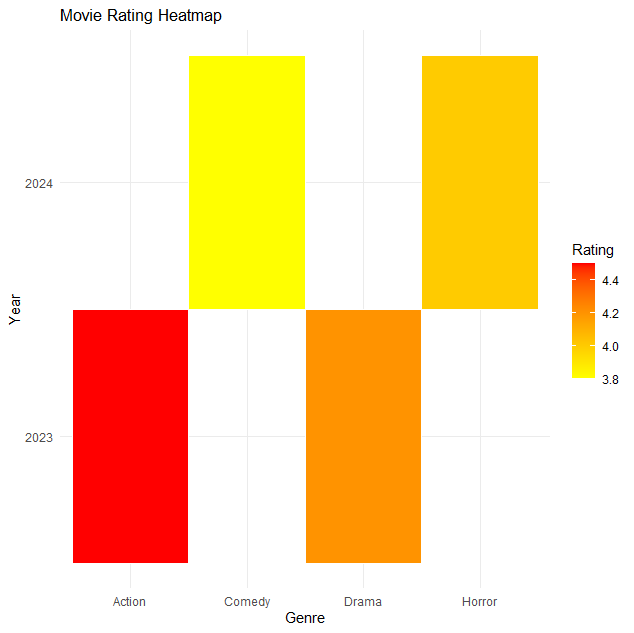 Movie Rating Heatmap
Year
2024
2023
Action Comedy Drama Horror
Genre
Rating
4.4
4.2
4.0
3.8